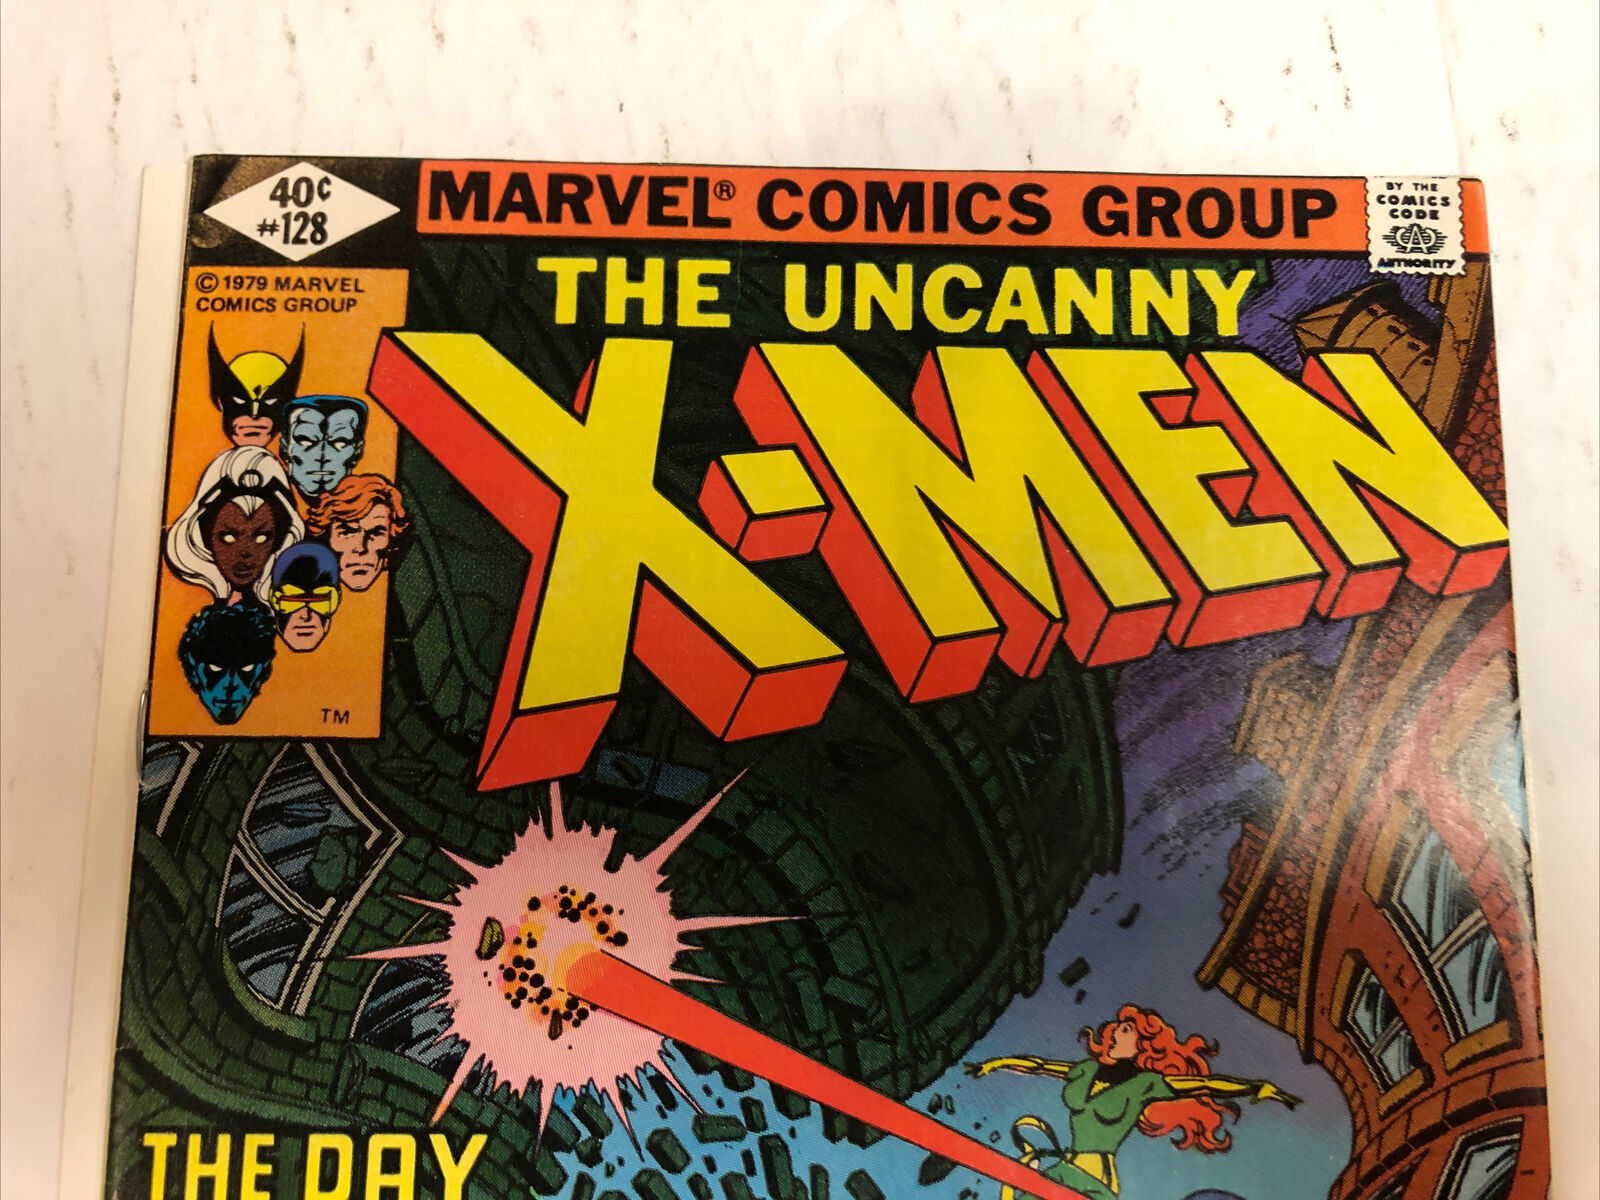 40¢
#128
MARVEL® COMICS GROUP
BY THE
COMICS
CODE
A
AUTHORITY
© 1979 MARVEL
COMICS GROUP
THE UNCANNY
X-MEN
TM
THE DAY